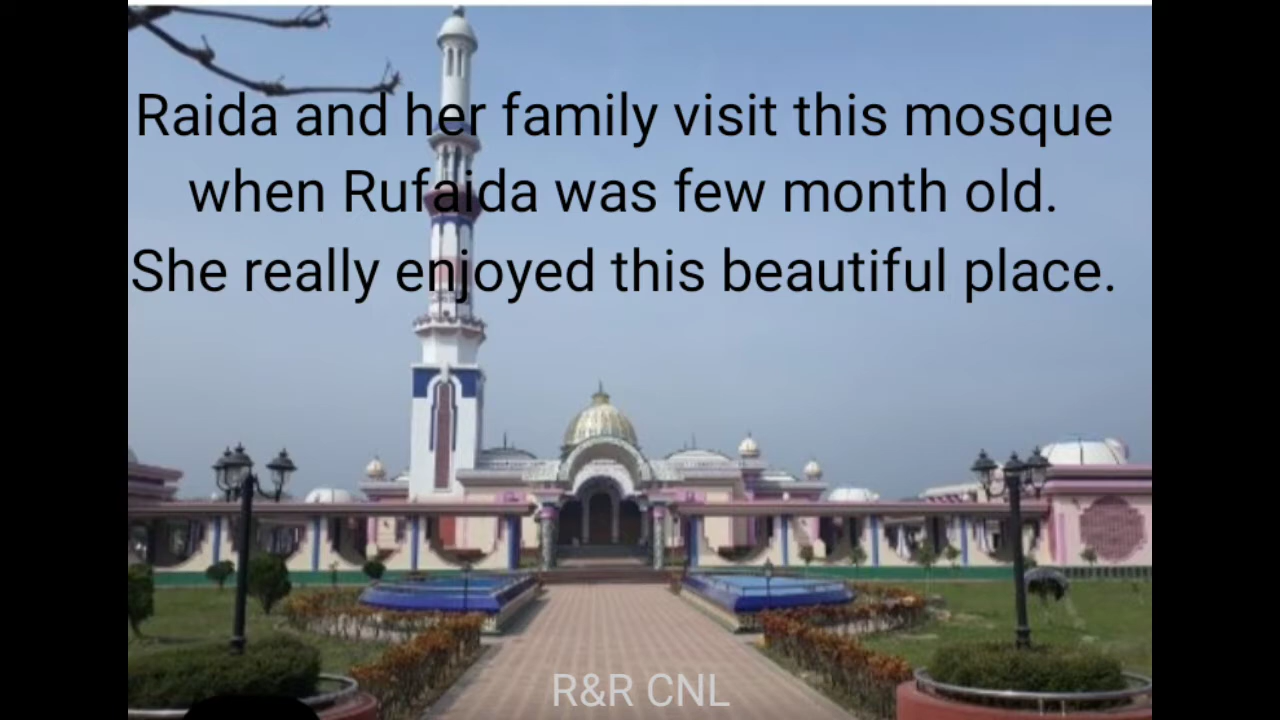 Raida and her family visit this mosque
when Rufaida was few month old.
She really enjoyed this beautiful place.
R&R CNL